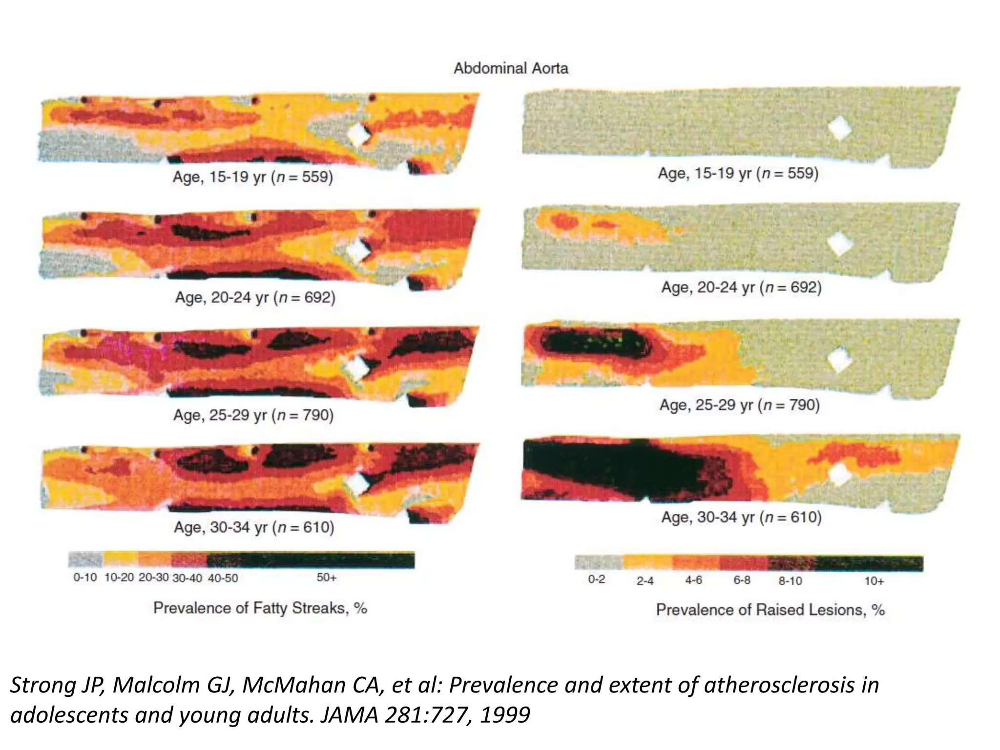 Abdominal Aorta
Age, 15-19 yr (n = 559)
Age, 15-19 yr (n = 559)
Age, 20-24 yr (n = 692)
Age, 20-24 yr (n = 692)
Age, 25-29 yr (n = 790)
Age, 25-29 yr (n = 790)
Age, 30-34 yr (n = 610)
Age, 30-34 yr (n = 610)
0-10 10-20 20-30 30-40 40-50 50+
Prevalence of Fatty Streaks, %
0-2 2-4 4-6 6-8 8-10 10+
Prevalence of Raised Lesions, %
Strong JP, Malcolm GJ, McMahan CA, et al: Prevalence and extent of atherosclerosis in
adolescents and young adults. JAMA 281:727, 1999